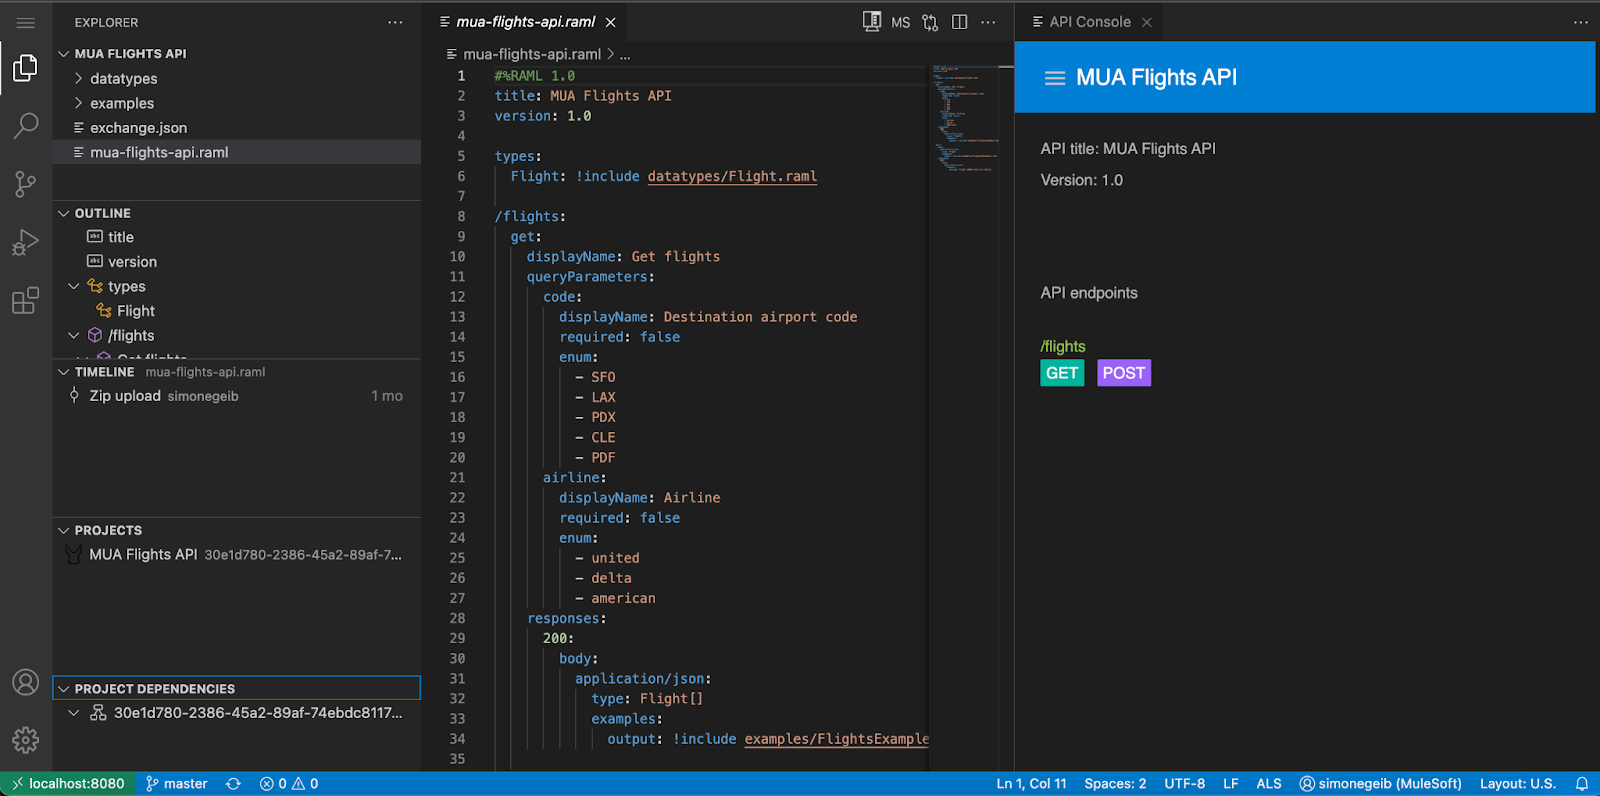 EXPLORER
MUA FLIGHTS API
datatypes
examples
exchange.json
mua-flights-api.raml
OUTLINE
title
version
types
Flight
/flights
Get flights
TIMELINE mua-flights-api.raml
Zip upload simonegeib 1 mo
PROJECTS
MUA Flights API 30e1d780-2386-45a2-89af-7...
PROJECT DEPENDENCIES
30e1d780-2386-45a2-89af-74ebdc8117...
mua-flights-api.raml
MS
mua-flights-api.raml > ...
1 #%RAML 1.0
2 title: MUA Flights API
3 version: 1.0
4
5 types:
6 Flight: !include datatypes/Flight.raml
7
8 /flights:
9 get:
10 displayName: Get flights
11 queryParameters:
12 code:
13 displayName: Destination airport code
14 required: false
15 enum:
16 - SFO
17 - LAX
18 - PDX
19 - CLE
20 - PDF
21 airline:
22 displayName: Airline
23 required: false
24 enum:
25 - united
26 - delta
27 - american
28 responses:
29 200:
30 body:
31 application/json:
32 type: Flight[]
33 examples:
34 output: !include examples/FlightsExample
35
API Console
MUA Flights API
API title: MUA Flights API
Version: 1.0
API endpoints
/flights
GET POST
localhost:8080 master 0 0 Ln 1, Col 11 Spaces: 2 UTF-8 LF ALS simonegeib (MuleSoft) Layout: U.S.